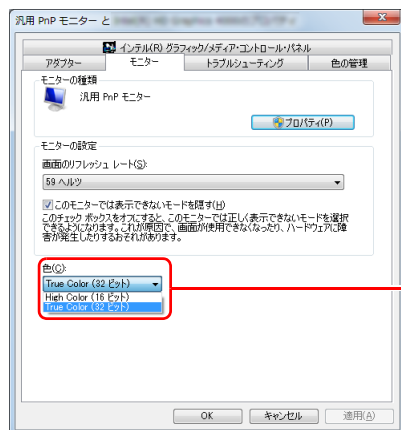 汎用 PnP モニター と
インテル(R) グラフィック/メディア・コントロール・パネル
アダプター モニター トラブルシューティング 色の管理
モニターの種類
汎用 PnP モニター
プロパティ(P)
モニターの設定
画面のリフレッシュ レート(S):
59 ヘルツ
このモニターでは表示できないモードを隠す(H)
このチェック ボックスをオフにすると、このモニターでは正しく表示できないモードを選択
できるようになります。これが原因で、画面が使用できなくなったり、ハードウェアに障
害が発生したりするおそれがあります。
色(C):
True Color (32 ビット)
High Color (16 ビット)
True Color (32 ビット)
OK キャンセル 適用(A)